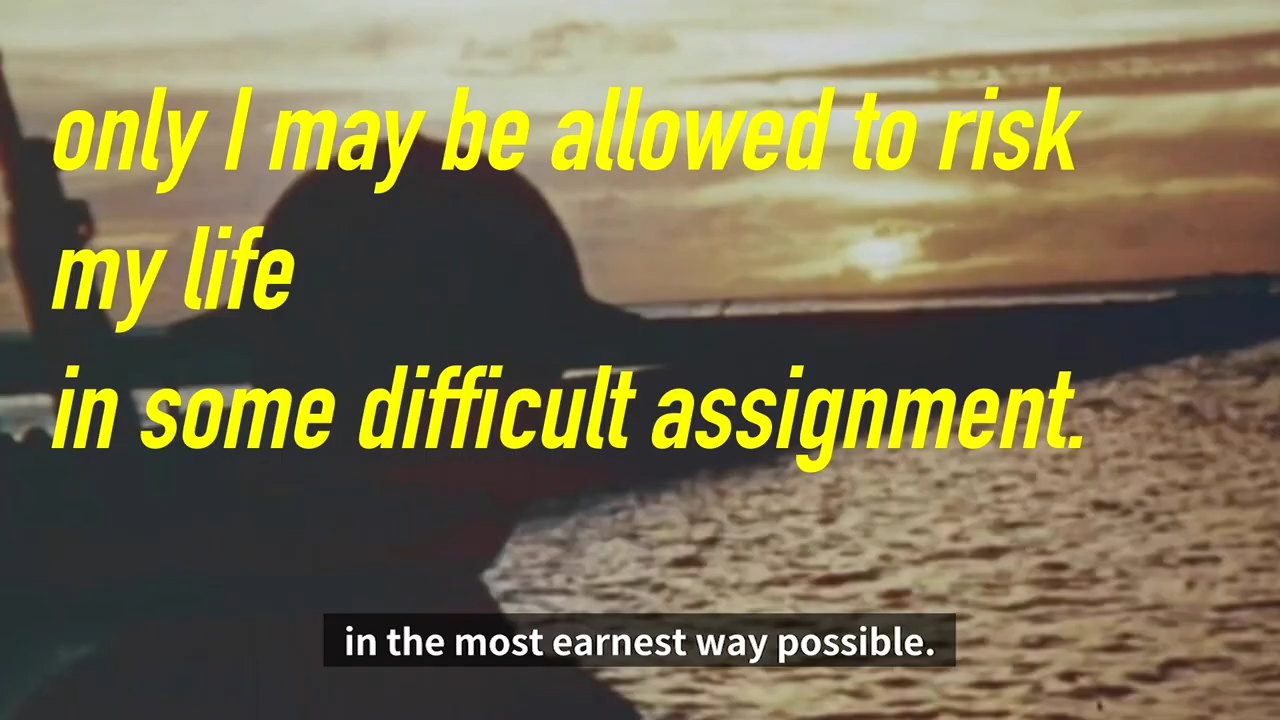 only I may be allowed to risk
my life
in some difficult assignment.
in the most earnest way possible.